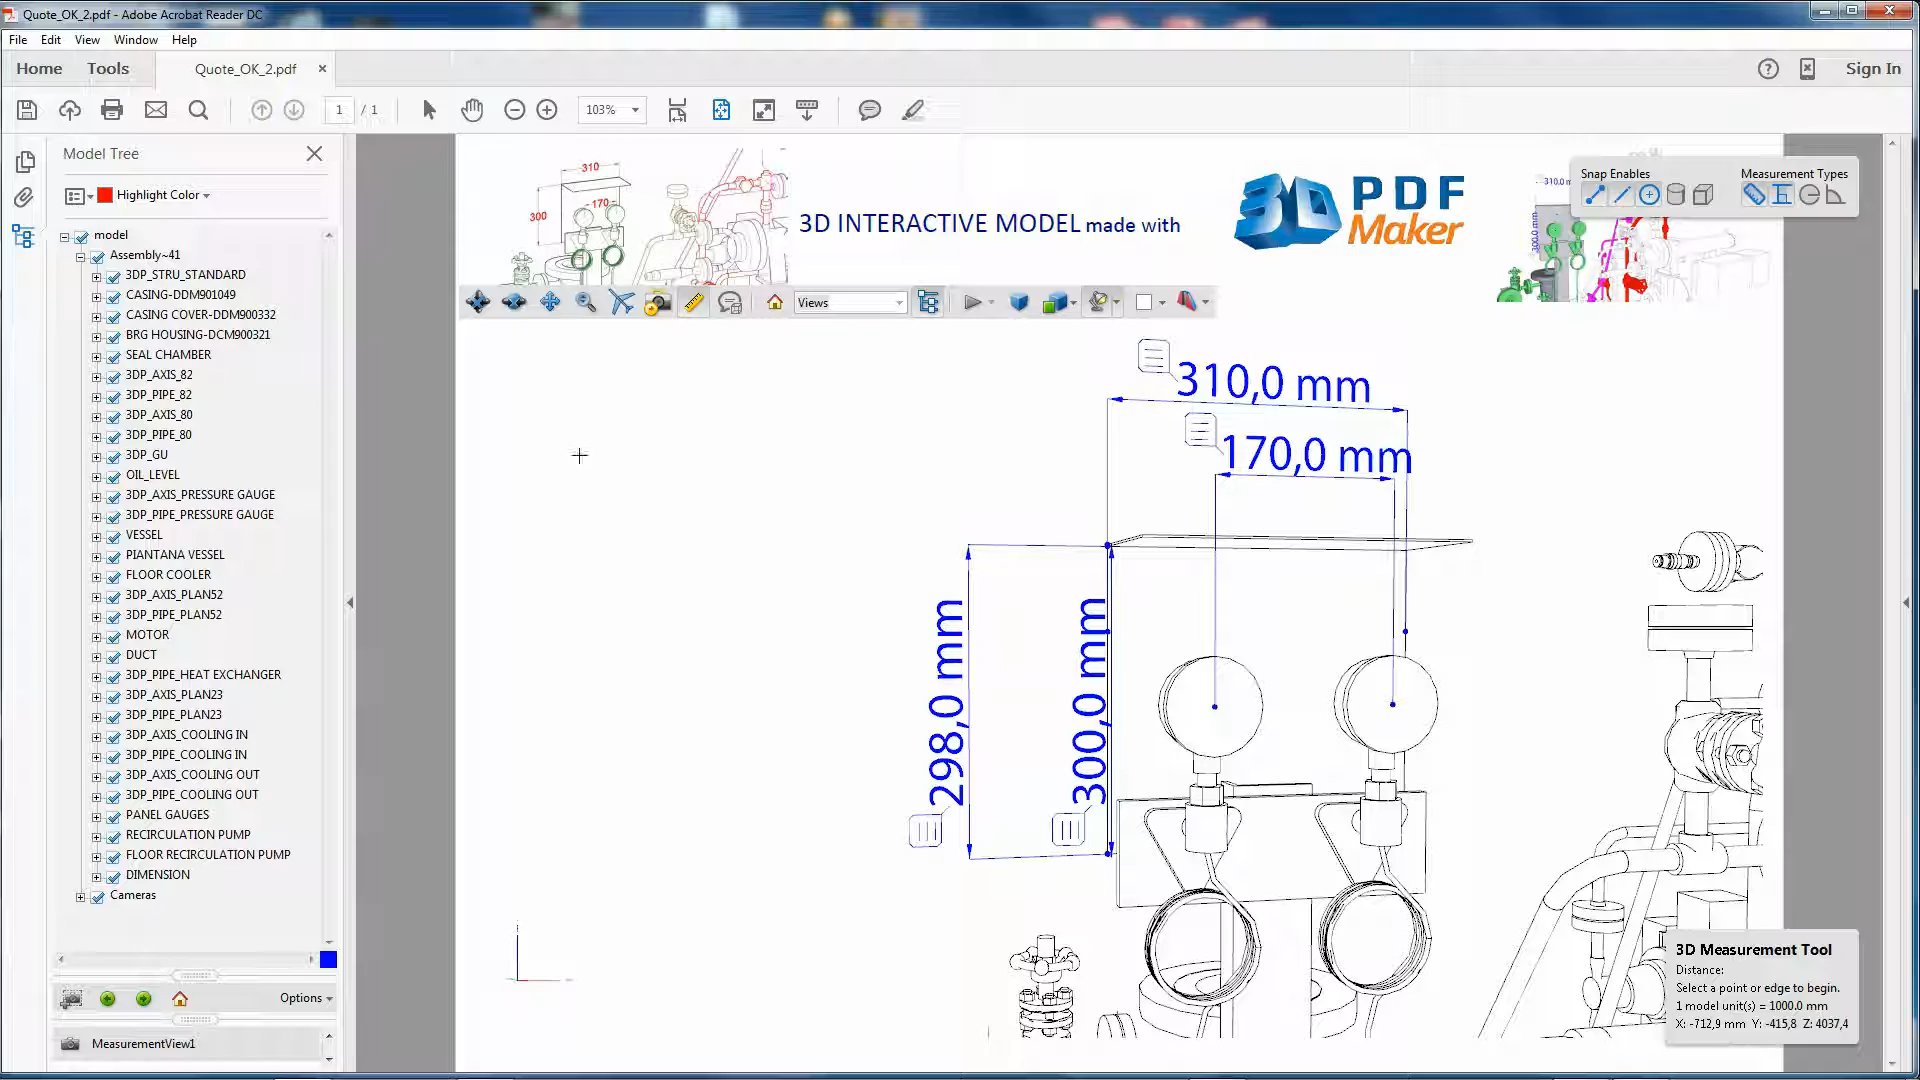 Quote_OK_2.pdf - Adobe Acrobat Reader DC
File Edit View Window Help
Home Tools Quote_OK_2.pdf × Sign In
1 / 1 103%
Model Tree
Highlight Color
model
Assembly~41
3DP_STRU_STANDARD
CASING-DDM901049
CASING COVER-DDM900332
BRG HOUSING-DCM900321
SEAL CHAMBER
3DP_AXIS_82
3DP_PIPE_82
3DP_AXIS_80
3DP_PIPE_80
3DP_GU
OIL_LEVEL
3DP_AXIS_PRESSURE GAUGE
3DP_PIPE_PRESSURE GAUGE
VESSEL
PIANTANA VESSEL
FLOOR COOLER
3DP_AXIS_PLAN52
3DP_PIPE_PLAN52
MOTOR
DUCT
3DP_PIPE_HEAT EXCHANGER
3DP_AXIS_PLAN23
3DP_PIPE_PLAN23
3DP_AXIS_COOLING IN
3DP_PIPE_COOLING IN
3DP_AXIS_COOLING OUT
3DP_PIPE_COOLING OUT
PANEL GAUGES
RECIRCULATION PUMP
FLOOR RECIRCULATION PUMP
DIMENSION
Cameras
Options
MeasurementView1
310
300
170
3D INTERACTIVE MODEL made with
3D PDF
Maker
Snap Enables
Measurement Types
Views
310,0 mm
170,0 mm
298,0 mm
300,0 mm
3D Measurement Tool
Distance:
Select a point or edge to begin.
1 model unit(s) = 1000.0 mm
X: -712,9 mm Y: -415,8 Z: 4037,4